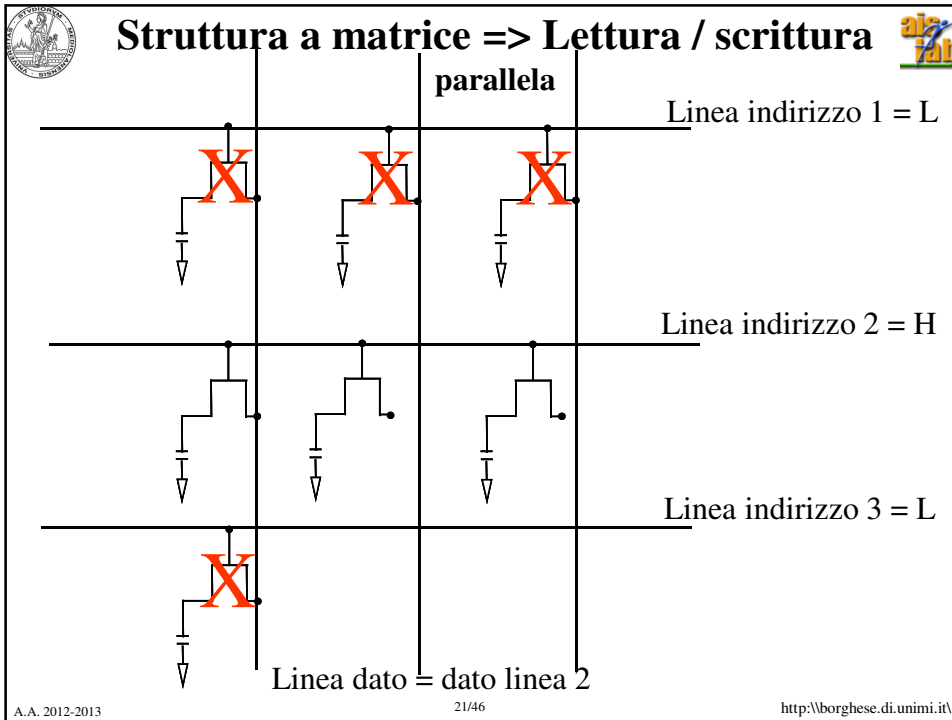 Struttura a matrice => Lettura / scrittura
parallela
Linea indirizzo 1 = L
X X X
Linea indirizzo 2 = H
Linea indirizzo 3 = L
X
Linea dato = dato linea 2
A.A. 2012-2013
21/46
http:\\borghese.di.unimi.it\